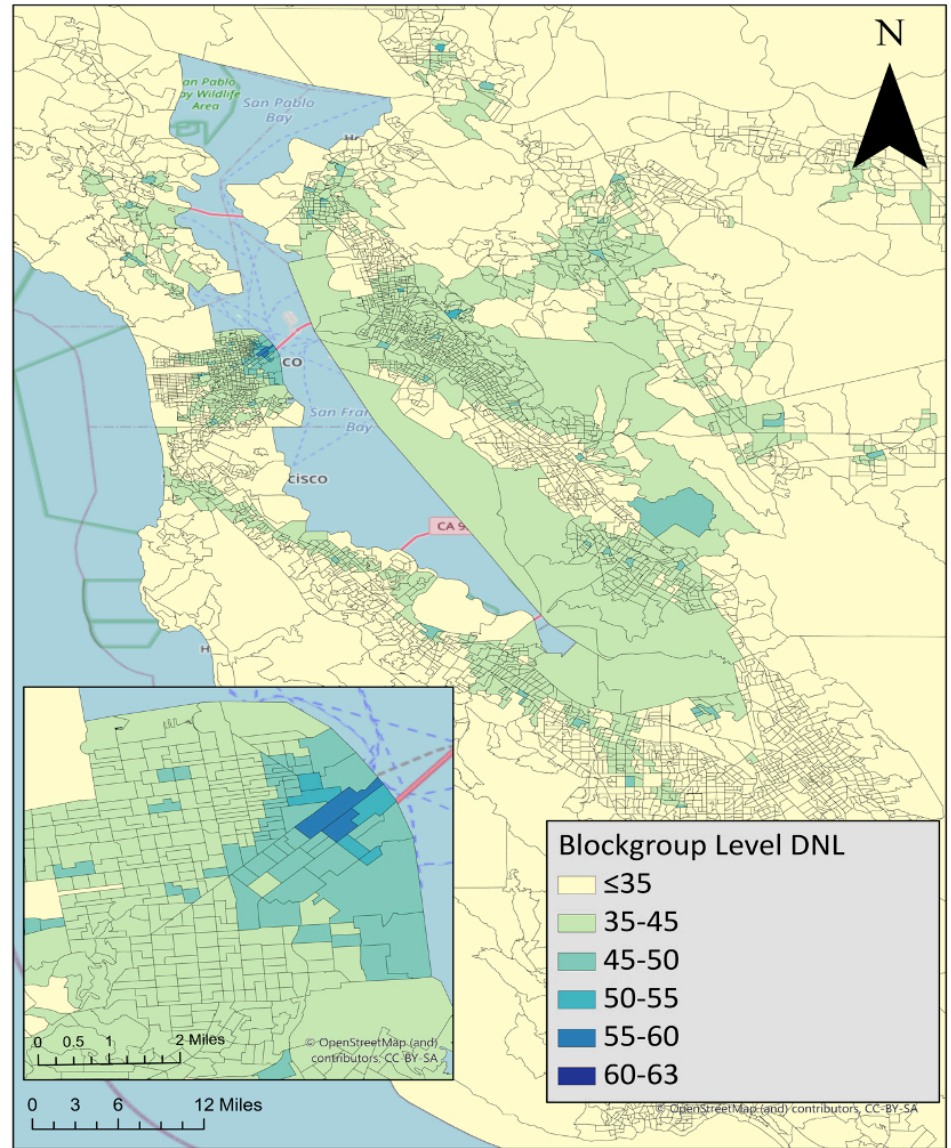 N
an Pablo
y Wildlife
Area
San Pablo
Bay
He
CO
San Fran
Bay
cisco
CA 9
H
Blockgroup Level DNL
≤35
35-45
45-50
50-55
55-60
60-63
0 0.5 1 2 Miles
© OpenStreetMap (and)
contributors, CC-BY-SA
0 3 6 12 Miles
© OpenStreetMap (and) contributors, CC-BY-SA